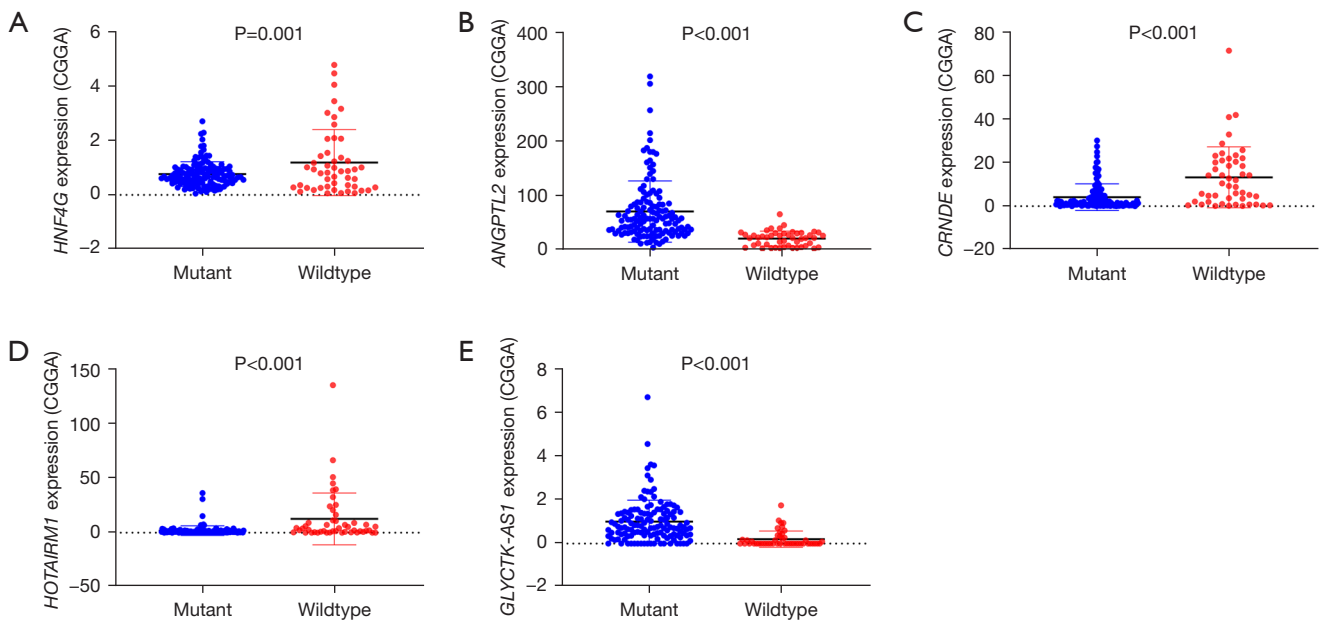 A
HNF4G expression (CGGA)
P=0.001
6
4
2
0
−2
Mutant
Wildtype
B
ANGPTL2 expression (CGGA)
P<0.001
400
300
200
100
50
0
Mutant
Wildtype
C
CRNDE expression (CGGA)
P<0.001
80
60
40
20
0
−20
Mutant
Wildtype
D
HOTAIRM1 expression (CGGA)
P<0.001
150
100
50
0
−50
Mutant
Wildtype
E
GLYCTK-AS1 expression (CGGA)
P<0.001
8
6
4
2
0
−2
Mutant
Wildtype